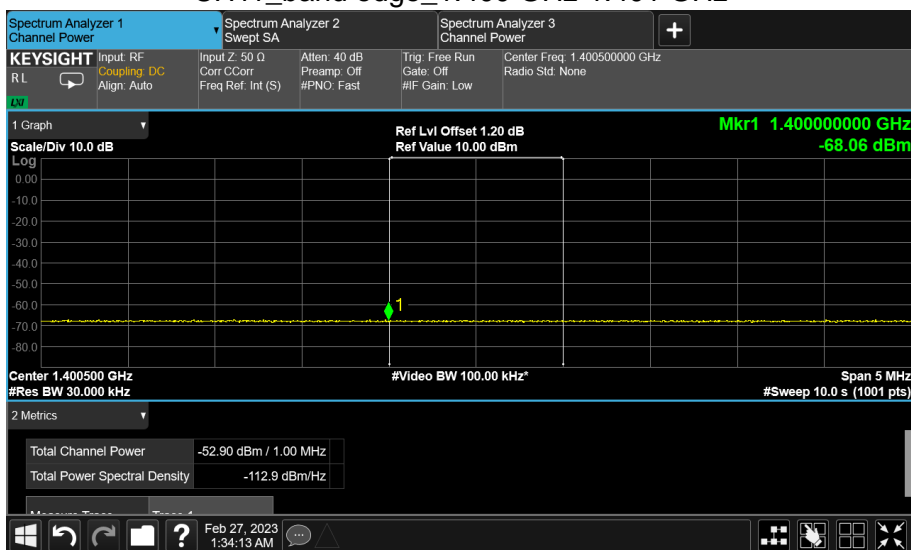 Spectrum Analyzer 1
Channel Power
Spectrum Analyzer 2
Swept SA
Spectrum Analyzer 3
Channel Power
KEYSIGHT
RL
LXI
Input: RF
Coupling: DC
Align: Auto
Input Z: 50 Ω
Corr CCorr
Freq Ref: Int (S)
Atten: 40 dB
Preamp: Off
#PNO: Fast
Trig: Free Run
Gate: Off
#IF Gain: Low
Center Freq: 1.400500000 GHz
Radio Std: None
1 Graph
Scale/Div 10.0 dB
Ref Lvl Offset 1.20 dB
Ref Value 10.00 dBm
Mkr1 1.400000000 GHz
-68.06 dBm
Log
0.00
-10.0
-20.0
-30.0
-40.0
-50.0
-60.0
-70.0
-80.0
1
Center 1.400500 GHz
#Res BW 30.000 kHz
#Video BW 100.00 kHz*
Span 5 MHz
#Sweep 10.0 s (1001 pts)
2 Metrics
Total Channel Power -52.90 dBm / 1.00 MHz
Total Power Spectral Density -112.9 dBm/Hz
?
Feb 27, 2023
1:34:13 AM